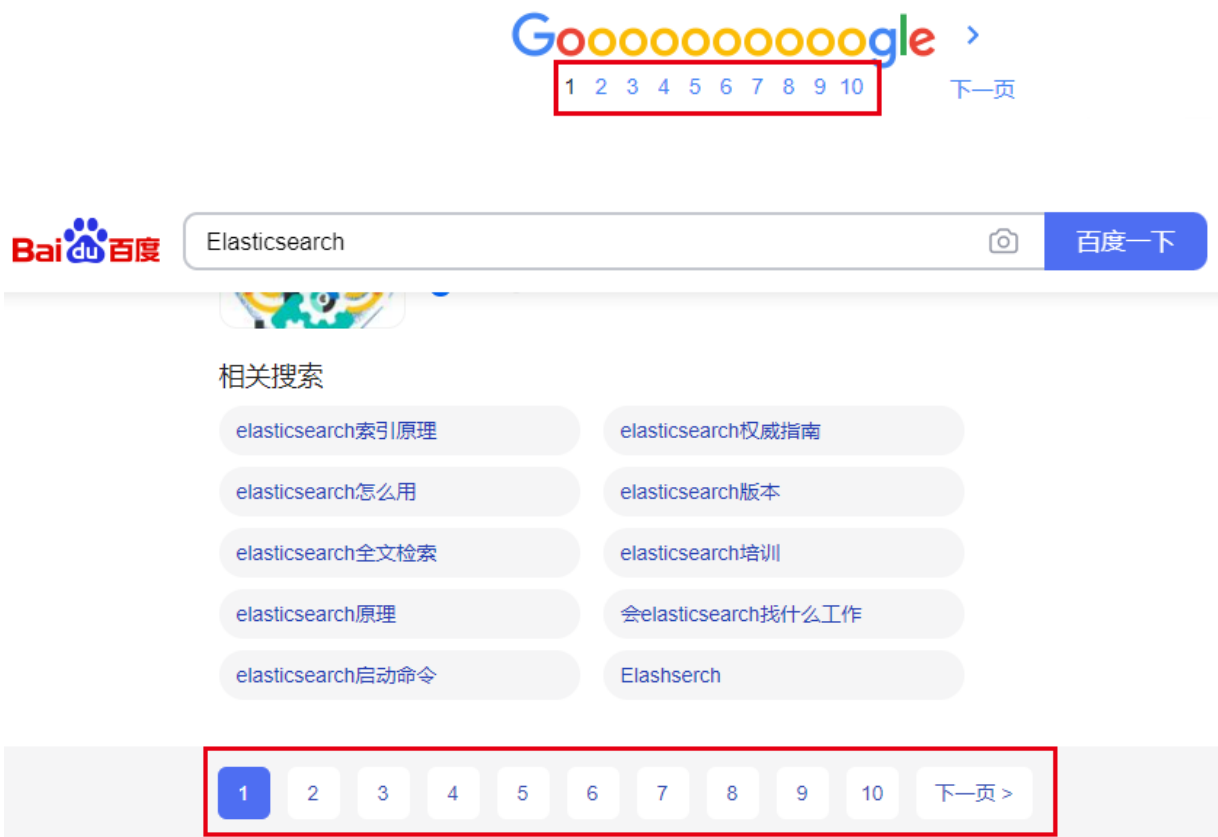 Goooooooooogle >
1 2 3 4 5 6 7 8 9 10 下一页
Bai du 百度 Elasticsearch 百度一下
相关搜索
elasticsearch索引原理 elasticsearch权威指南
elasticsearch怎么用 elasticsearch版本
elasticsearch全文检索 elasticsearch培训
elasticsearch原理 会elasticsearch找什么工作
elasticsearch启动命令 Elashserch
1 2 3 4 5 6 7 8 9 10 下一页 >